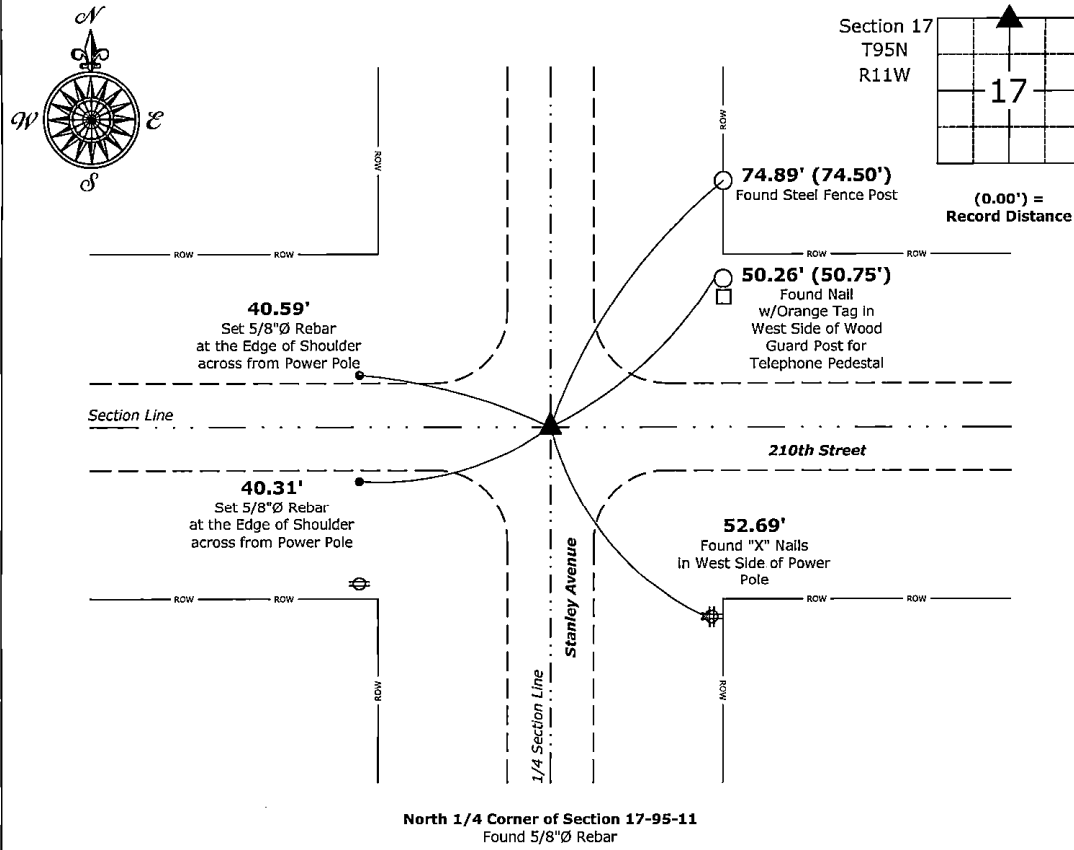 N
W
E
S
Section 17
T95N
R11W
17
(0.00') =
Record Distance
ROW
ROW
74.89' (74.50')
Found Steel Fence Post
ROW
ROW
ROW
ROW
50.26' (50.75')
Found Nail
w/Orange Tag in
West Side of Wood
Guard Post for
Telephone Pedestal
40.59'
Set 5/8"Ø Rebar
at the Edge of Shoulder
across from Power Pole
Section Line
210th Street
40.31'
Set 5/8"Ø Rebar
at the Edge of Shoulder
across from Power Pole
52.69'
Found "X" Nails
in West Side of Power
Pole
Stanley Avenue
ROW
ROW
ROW
ROW
ROW
ROW
1/4 Section Line
North 1/4 Corner of Section 17-95-11
Found 5/8"Ø Rebar